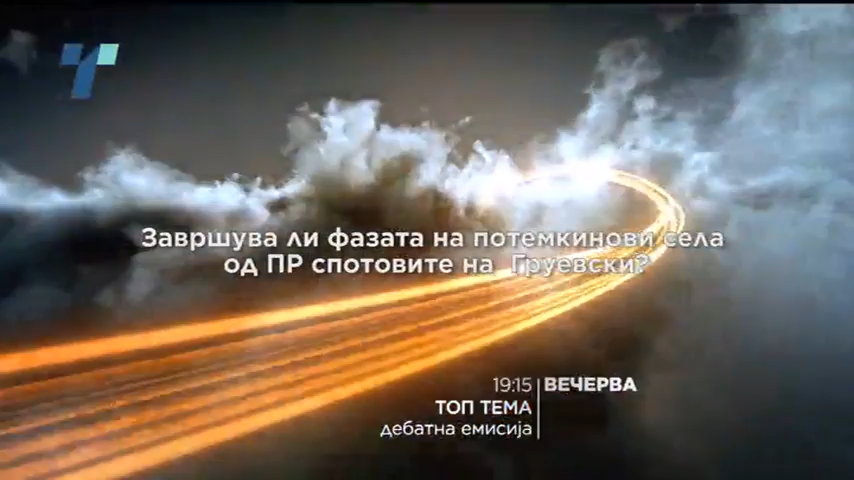 Завршува ли фазата на потемкинови села
од ПР спотовите на Груевски?
19:15 ВЕЧЕРВА
ТОП ТЕМА
дебатна емисија